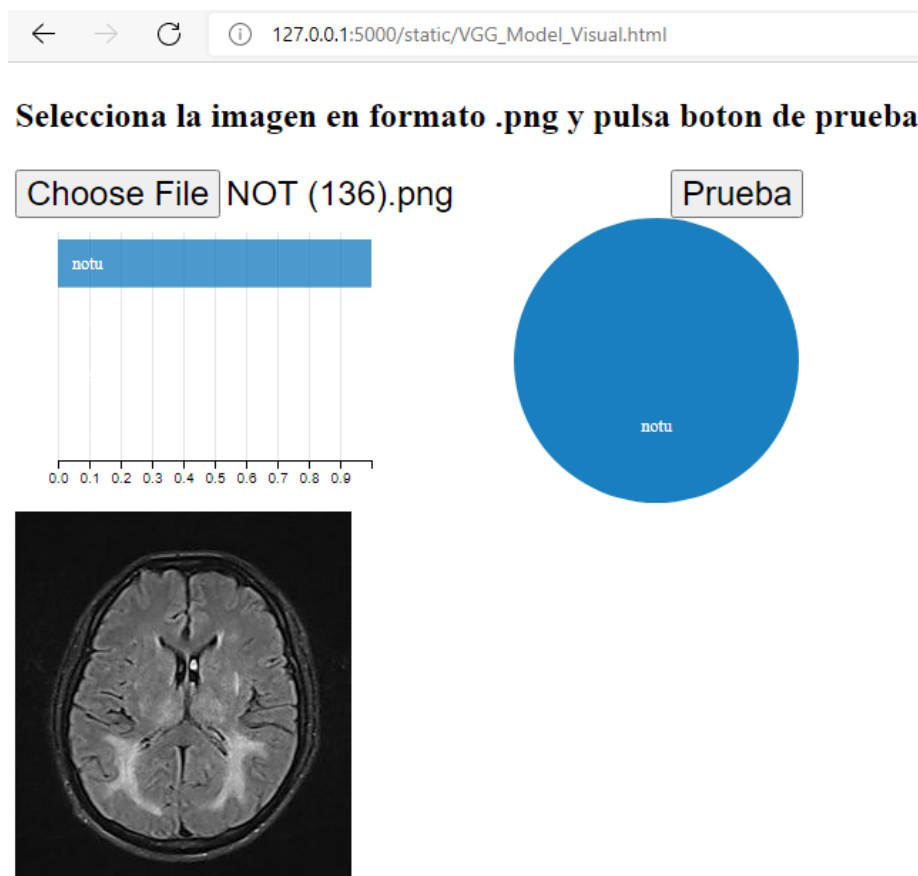 127.0.0.1:5000/static/VGG_Model_Visual.html
Selecciona la imagen en formato .png y pulsa boton de prueba
Choose File NOT (136).png Prueba
notu
notu
0.0 0.1 0.2 0.3 0.4 0.5 0.6 0.7 0.8 0.9